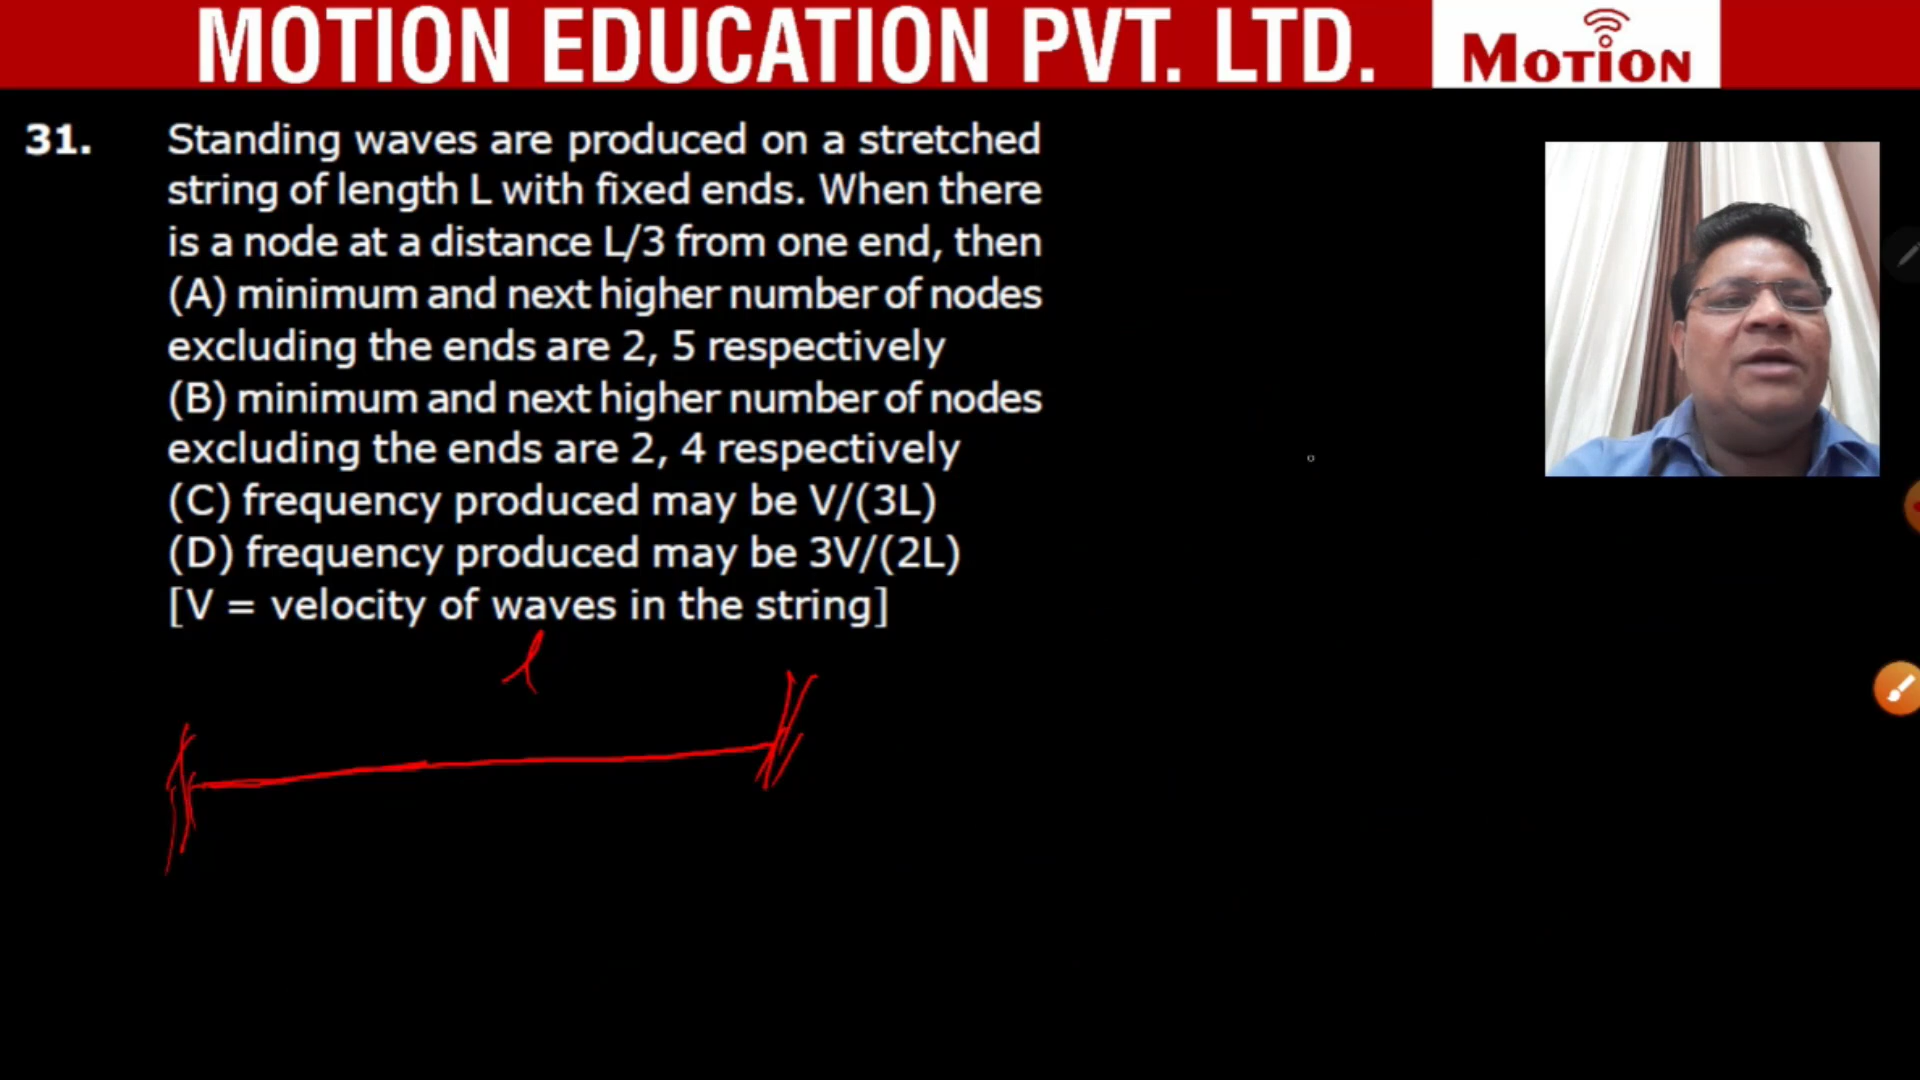 MOTION EDUCATION PVT. LTD.
MOTION
31. Standing waves are produced on a stretched
string of length L with fixed ends. When there
is a node at a distance L/3 from one end, then
(A) minimum and next higher number of nodes
excluding the ends are 2, 5 respectively
(B) minimum and next higher number of nodes
excluding the ends are 2, 4 respectively
(C) frequency produced may be V/(3L)
(D) frequency produced may be 3V/(2L)
[V = velocity of waves in the string]
l